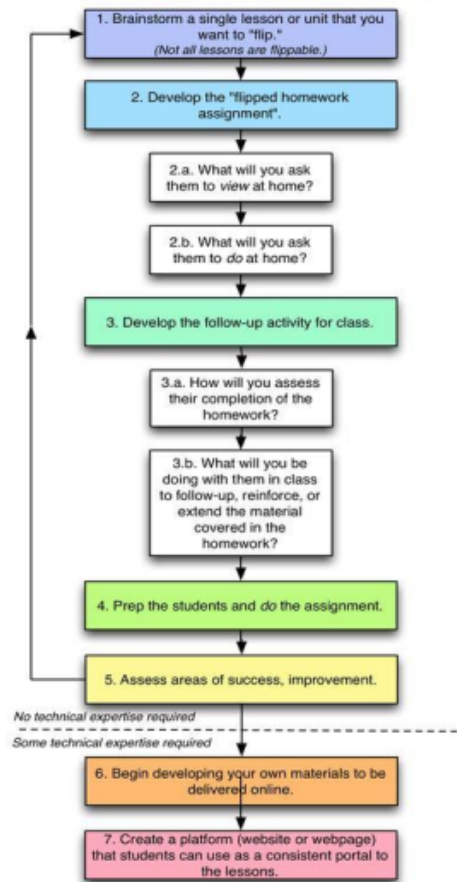 1. Brainstorm a single lesson or unit that you
want to "flip."
(Not all lessons are flippable.)
2. Develop the "flipped homework
assignment".
2.a. What will you ask
them to view at home?
2.b. What will you ask
them to do at home?
3. Develop the follow-up activity for class.
3.a. How will you assess
their completion of the
homework?
3.b. What will you be
doing with them in class
to follow-up, reinforce, or
extend the material
covered in the
homework?
4. Prep the students and do the assignment.
5. Assess areas of success, improvement.
No technical expertise required
Some technical expertise required
6. Begin developing your own materials to be
delivered online.
7. Create a platform (website or webpage)
that students can use as a consistent portal to
the lessons.